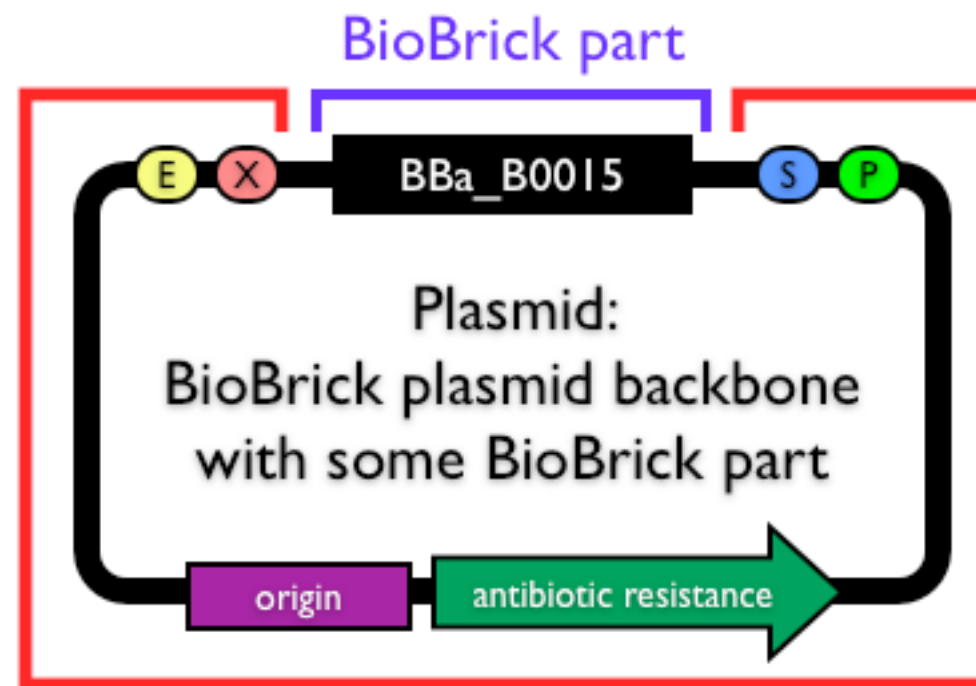 BioBrick part
E X BBa_B0015 S P
Plasmid:
BioBrick plasmid backbone
with some BioBrick part
origin antibiotic resistance